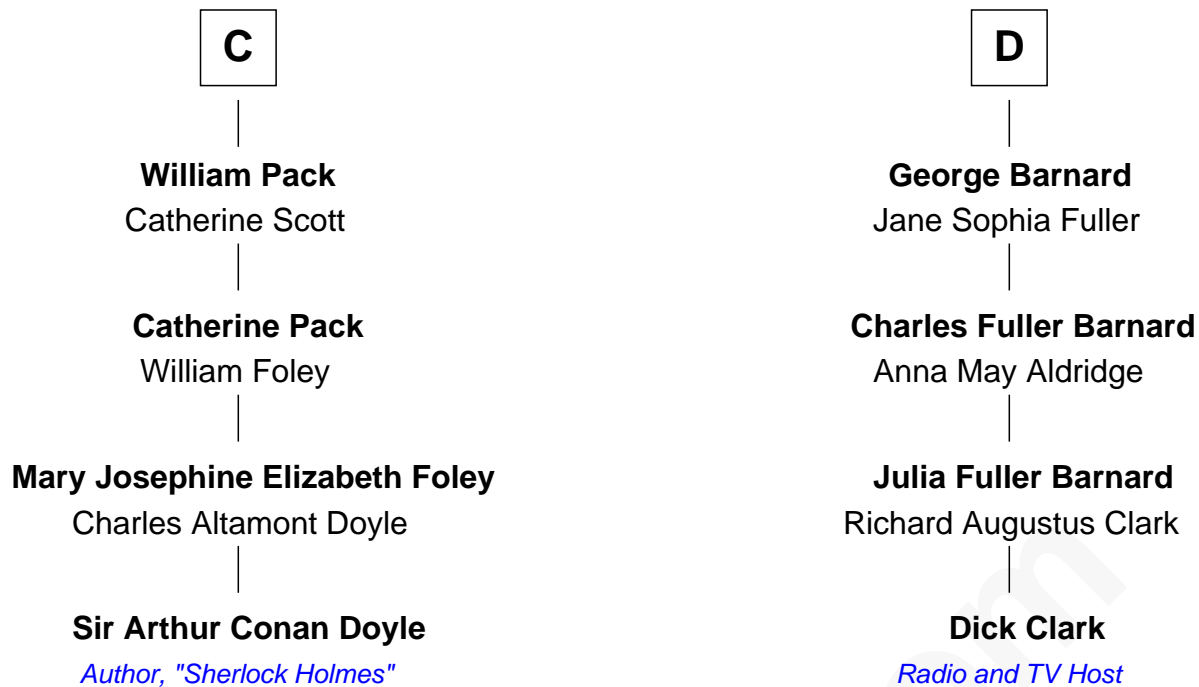 C
William Pack
Catherine Scott
Catherine Pack
William Foley
Mary Josephine Elizabeth Foley
Charles Altamont Doyle
Sir Arthur Conan Doyle
Author, "Sherlock Holmes"
D
George Barnard
Jane Sophia Fuller
Charles Fuller Barnard
Anna May Aldridge
Julia Fuller Barnard
Richard Augustus Clark
Dick Clark
Radio and TV Host